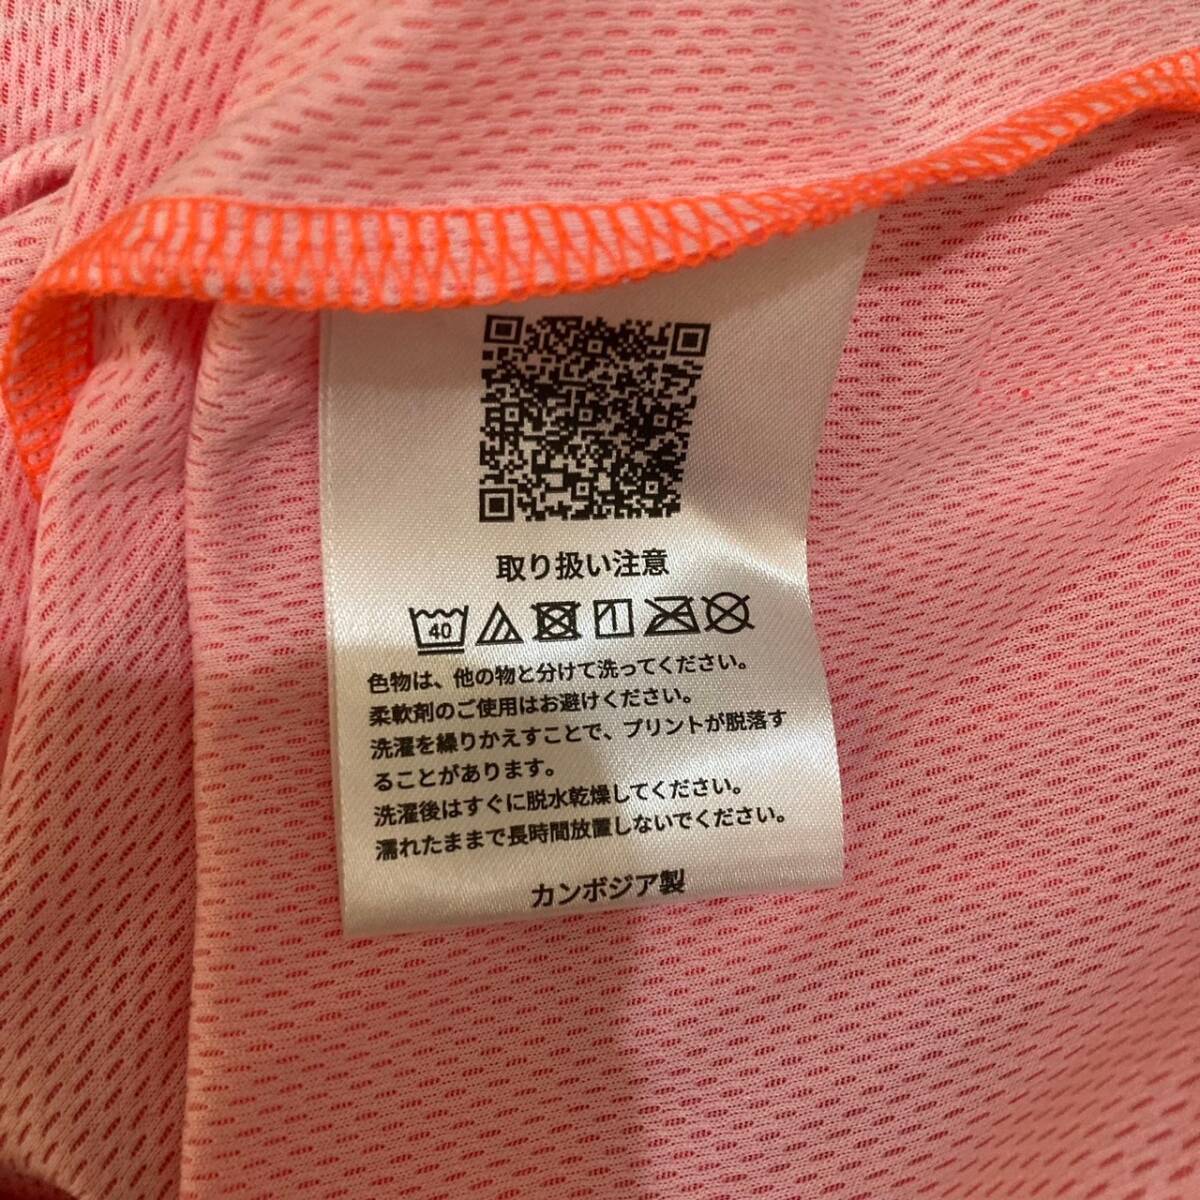 取り扱い注意
40
色物は、他の物と分けて洗ってください。
柔軟剤のご使用はお避けください。
洗濯を繰りかえすことで、プリントが脱落す
ることがあります。
洗濯後はすぐに脱水乾燥してください。
濡れたままで長時間放置しないでください。
カンボジア製